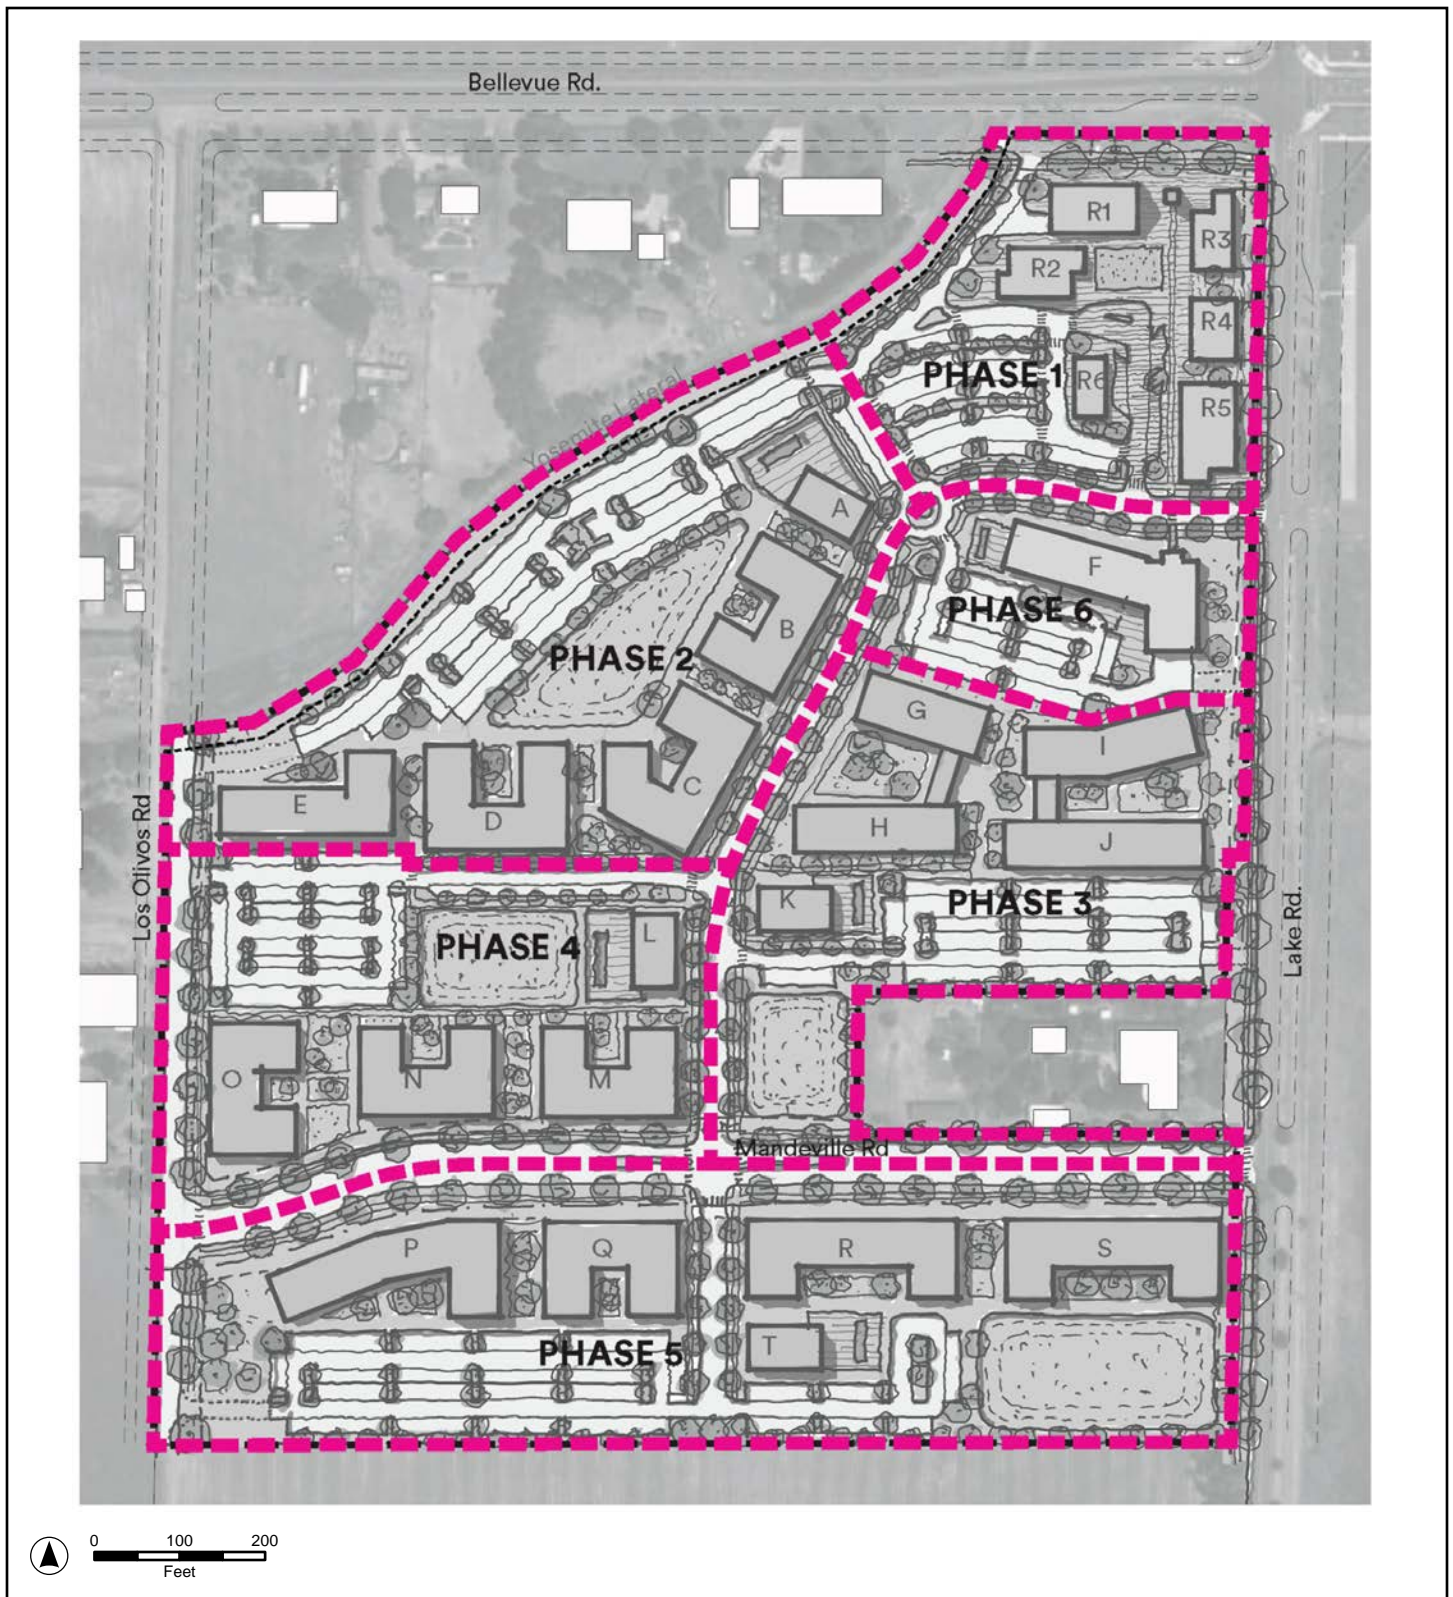 Bellevue Rd.
R1
R3
R2
R4
PHASE 1
R6
R5
Yosemite Lateral
A
F
PHASE 6
B
PHASE 2
G
I
C
E
D
H
J
Los Olivos Rd
K
PHASE 3
L
PHASE 4
Lake Rd.
O
N
M
Mandeville Rd
P
Q
R
S
T
PHASE 5
0 100 200
Feet